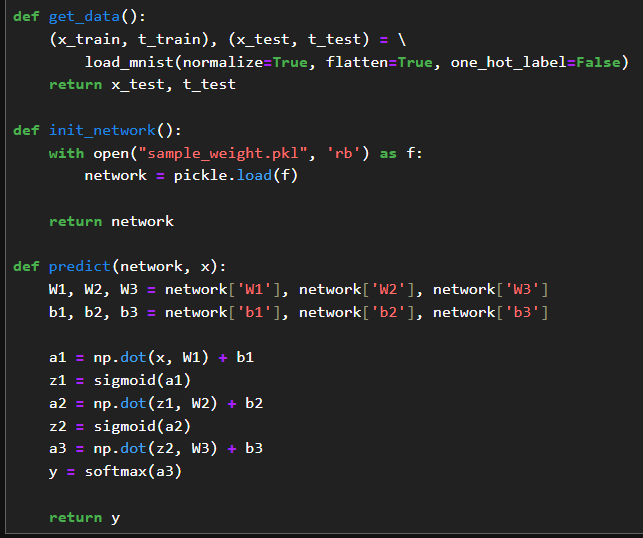 def get_data():
    (x_train, t_train), (x_test, t_test) = \
        load_mnist(normalize=True, flatten=True, one_hot_label=False)
    return x_test, t_test

def init_network():
    with open("sample_weight.pkl", 'rb') as f:
        network = pickle.load(f)

    return network

def predict(network, x):
    W1, W2, W3 = network['W1'], network['W2'], network['W3']
    b1, b2, b3 = network['b1'], network['b2'], network['b3']

    a1 = np.dot(x, W1) + b1
    z1 = sigmoid(a1)
    a2 = np.dot(z1, W2) + b2
    z2 = sigmoid(a2)
    a3 = np.dot(z2, W3) + b3
    y = softmax(a3)

    return y